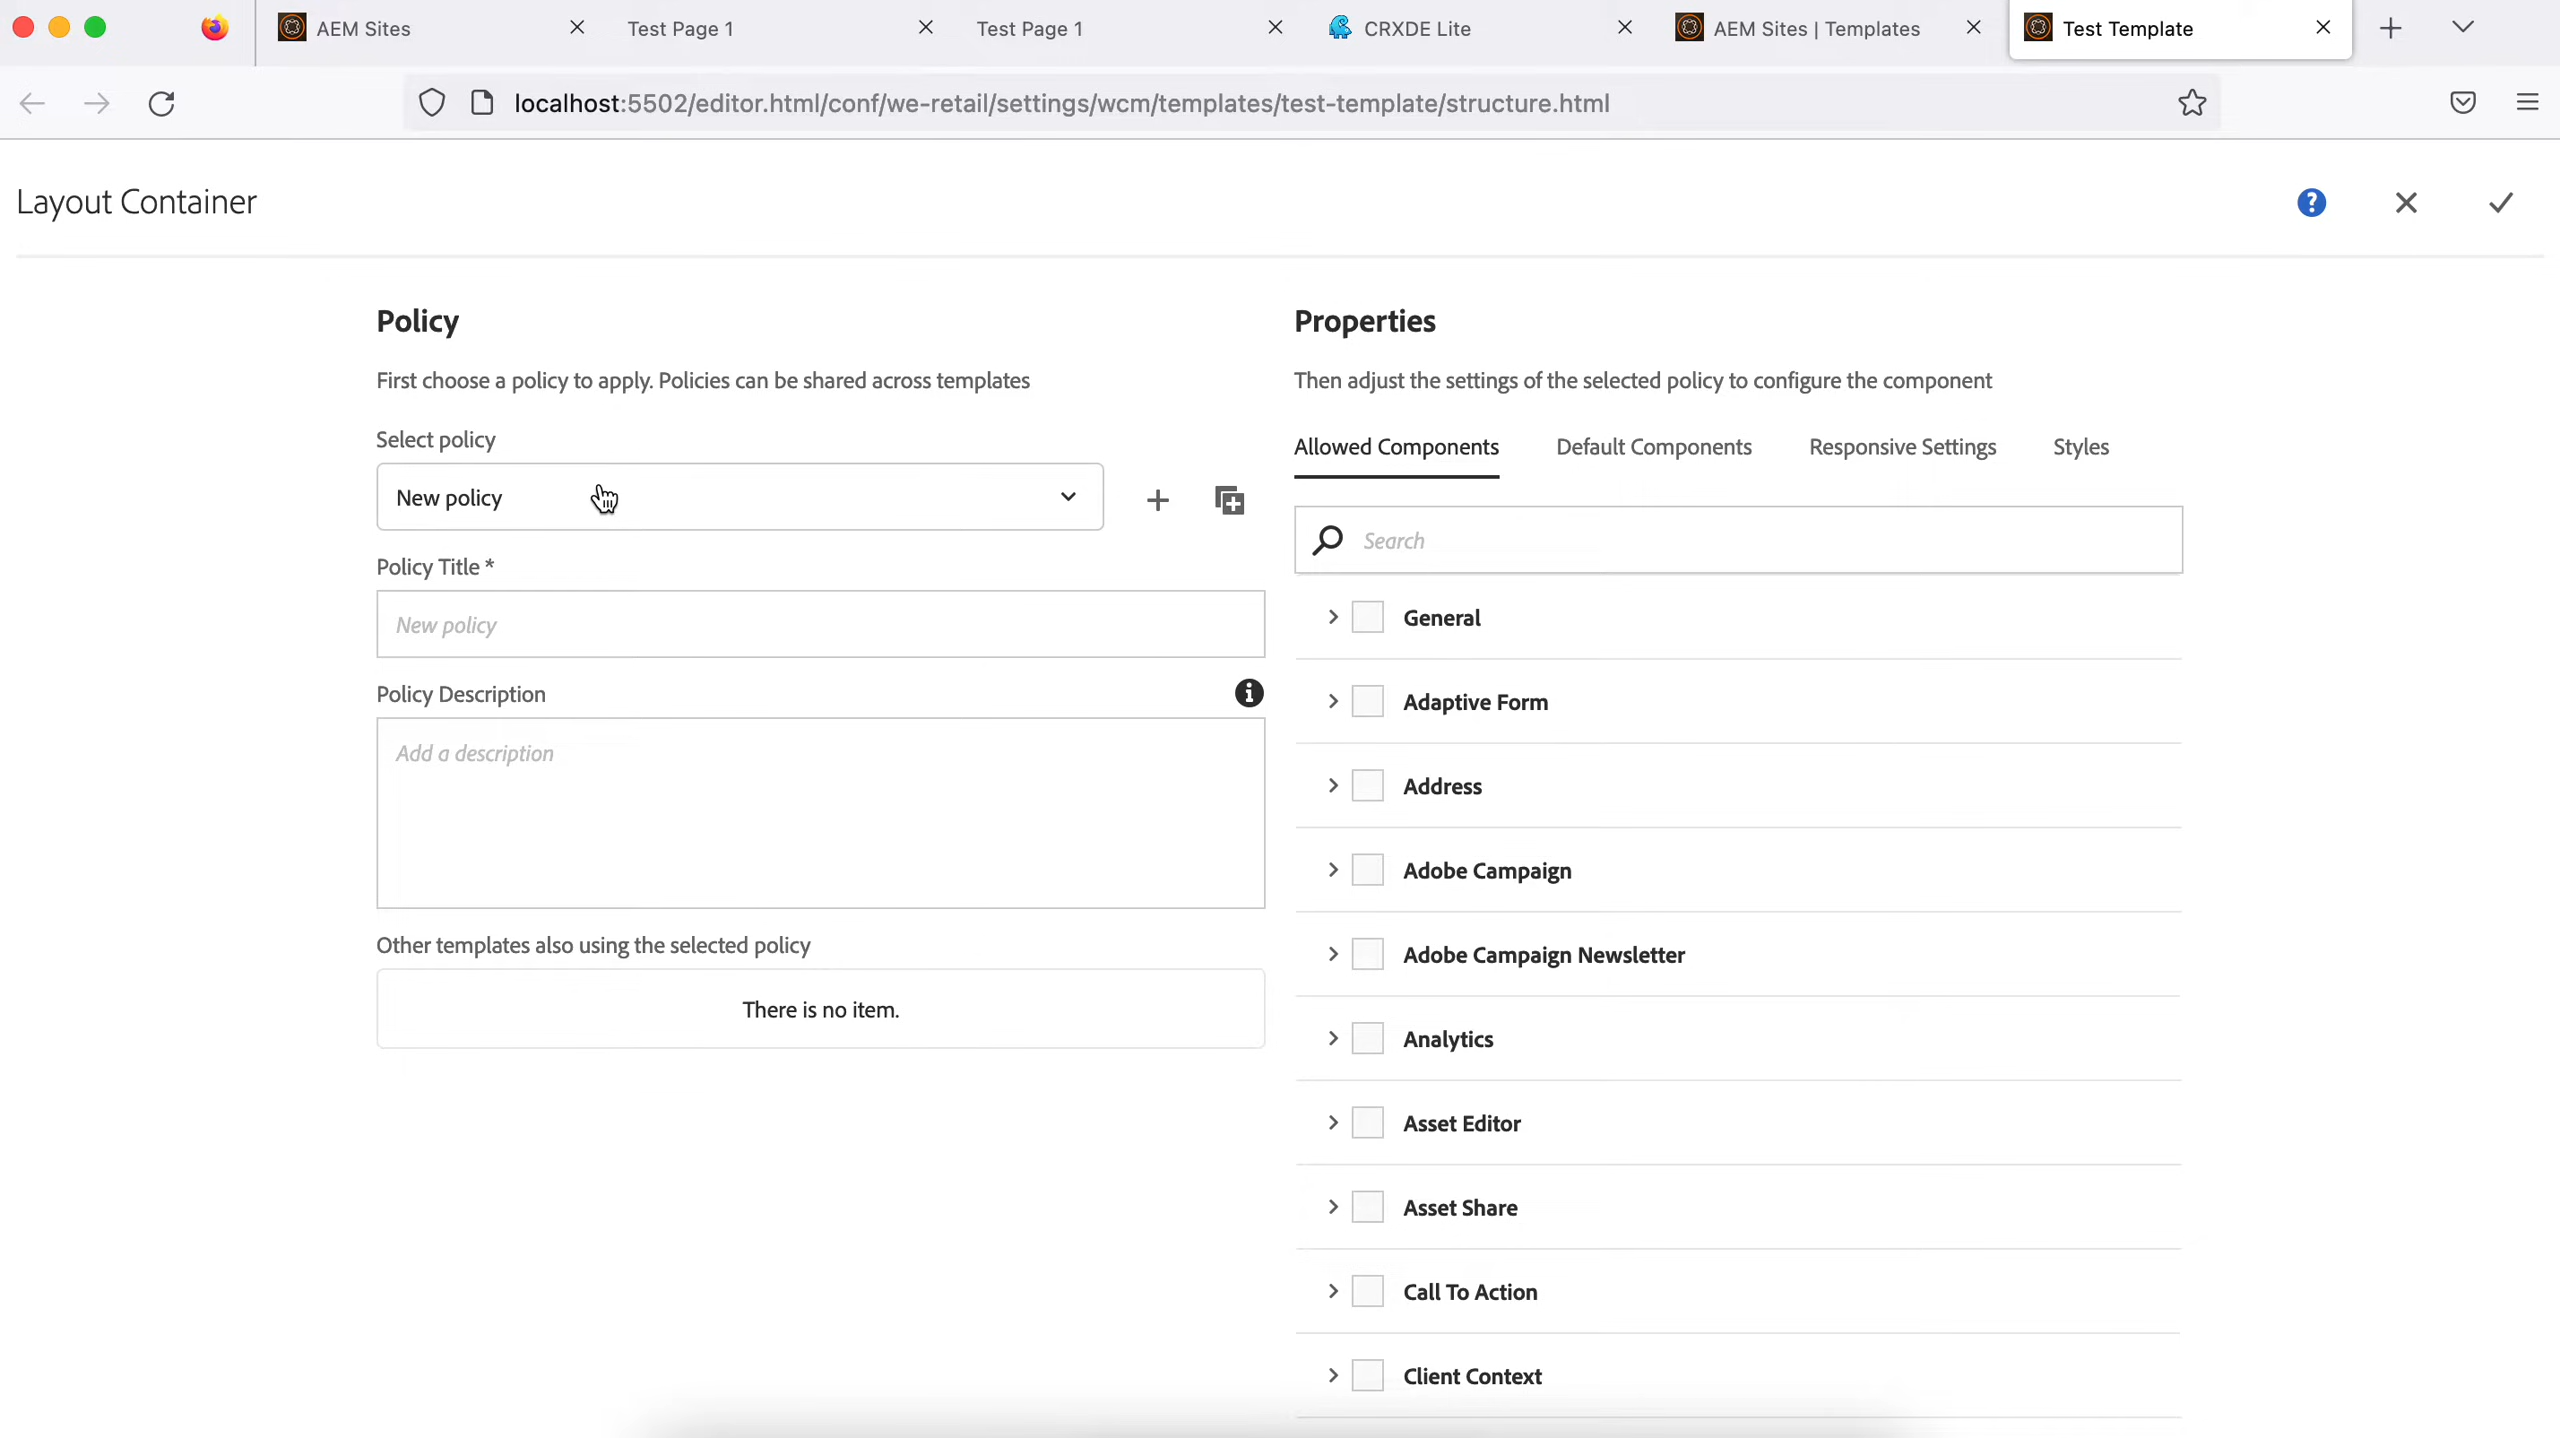 AEM Sites
Test Page 1
Test Page 1
CRXDE Lite
AEM Sites | Templates
Test Template
localhost:5502/editor.html/conf/we-retail/settings/wcm/templates/test-template/structure.html
Layout Container
?
Policy
First choose a policy to apply. Policies can be shared across templates
Select policy
New policy
Policy Title *
New policy
Policy Description
Add a description
Other templates also using the selected policy
There is no item.
Properties
Then adjust the settings of the selected policy to configure the component
Allowed Components Default Components Responsive Settings Styles
Search
General
Adaptive Form
Address
Adobe Campaign
Adobe Campaign Newsletter
Analytics
Asset Editor
Asset Share
Call To Action
Client Context